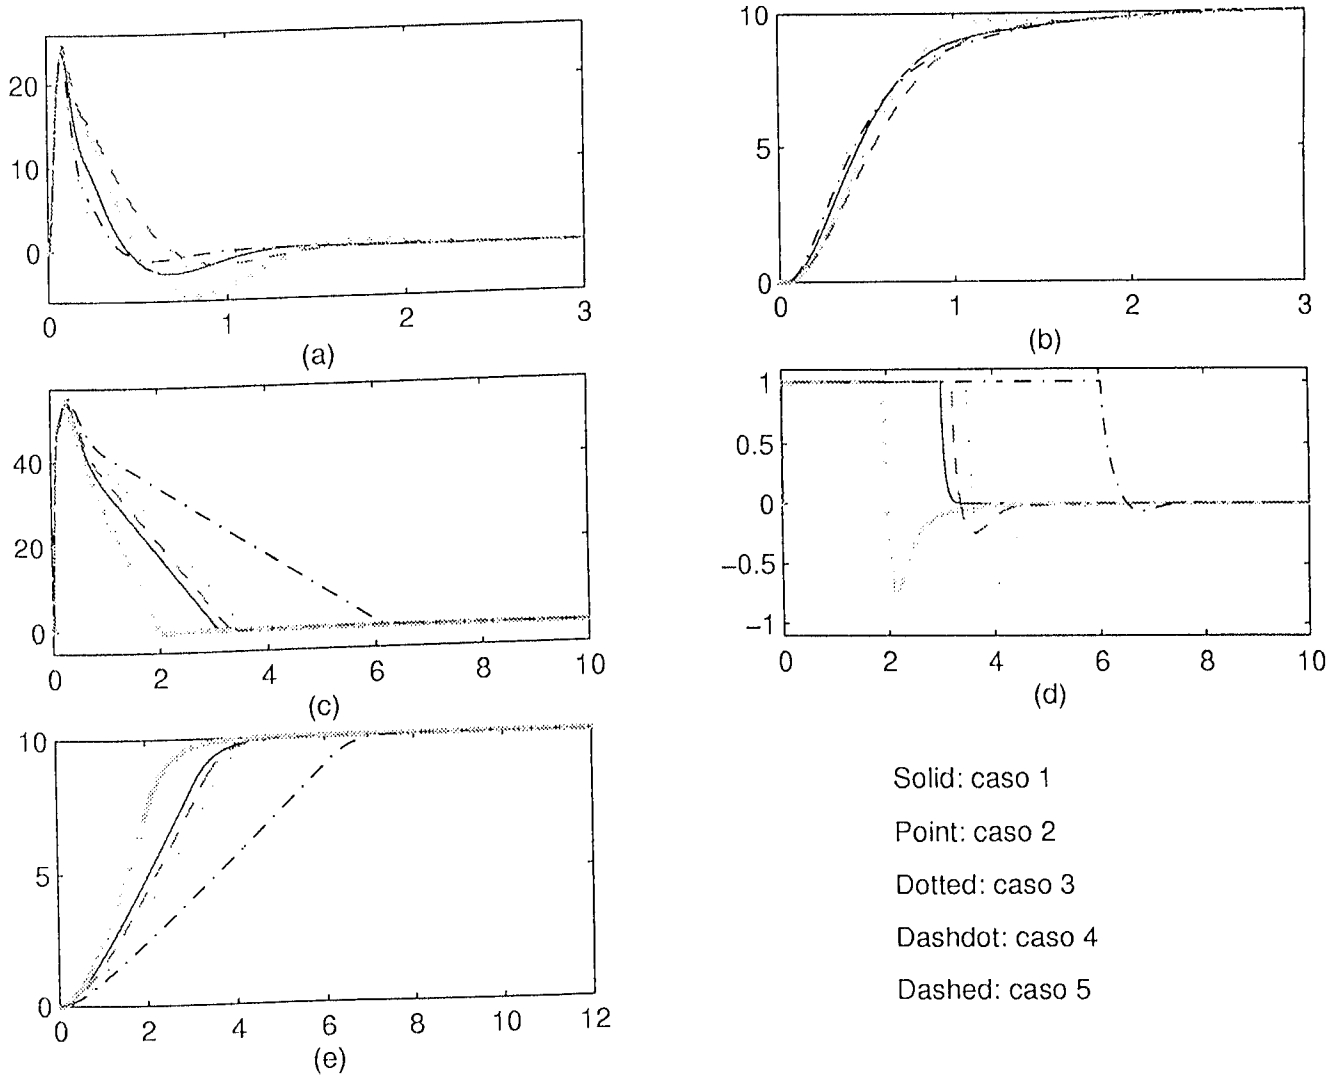 20
10
0
0 1 2 3
(a)
10
5
0
0 1 2 3
(b)
40
20
0
0 2 4 6 8 10
(c)
1
0.5
0
−0.5
−1
0 2 4 6 8 10
(d)
10
5
0
0 2 4 6 8 10 12
(e)
Solid: caso 1
Point: caso 2
Dotted: caso 3
Dashdot: caso 4
Dashed: caso 5